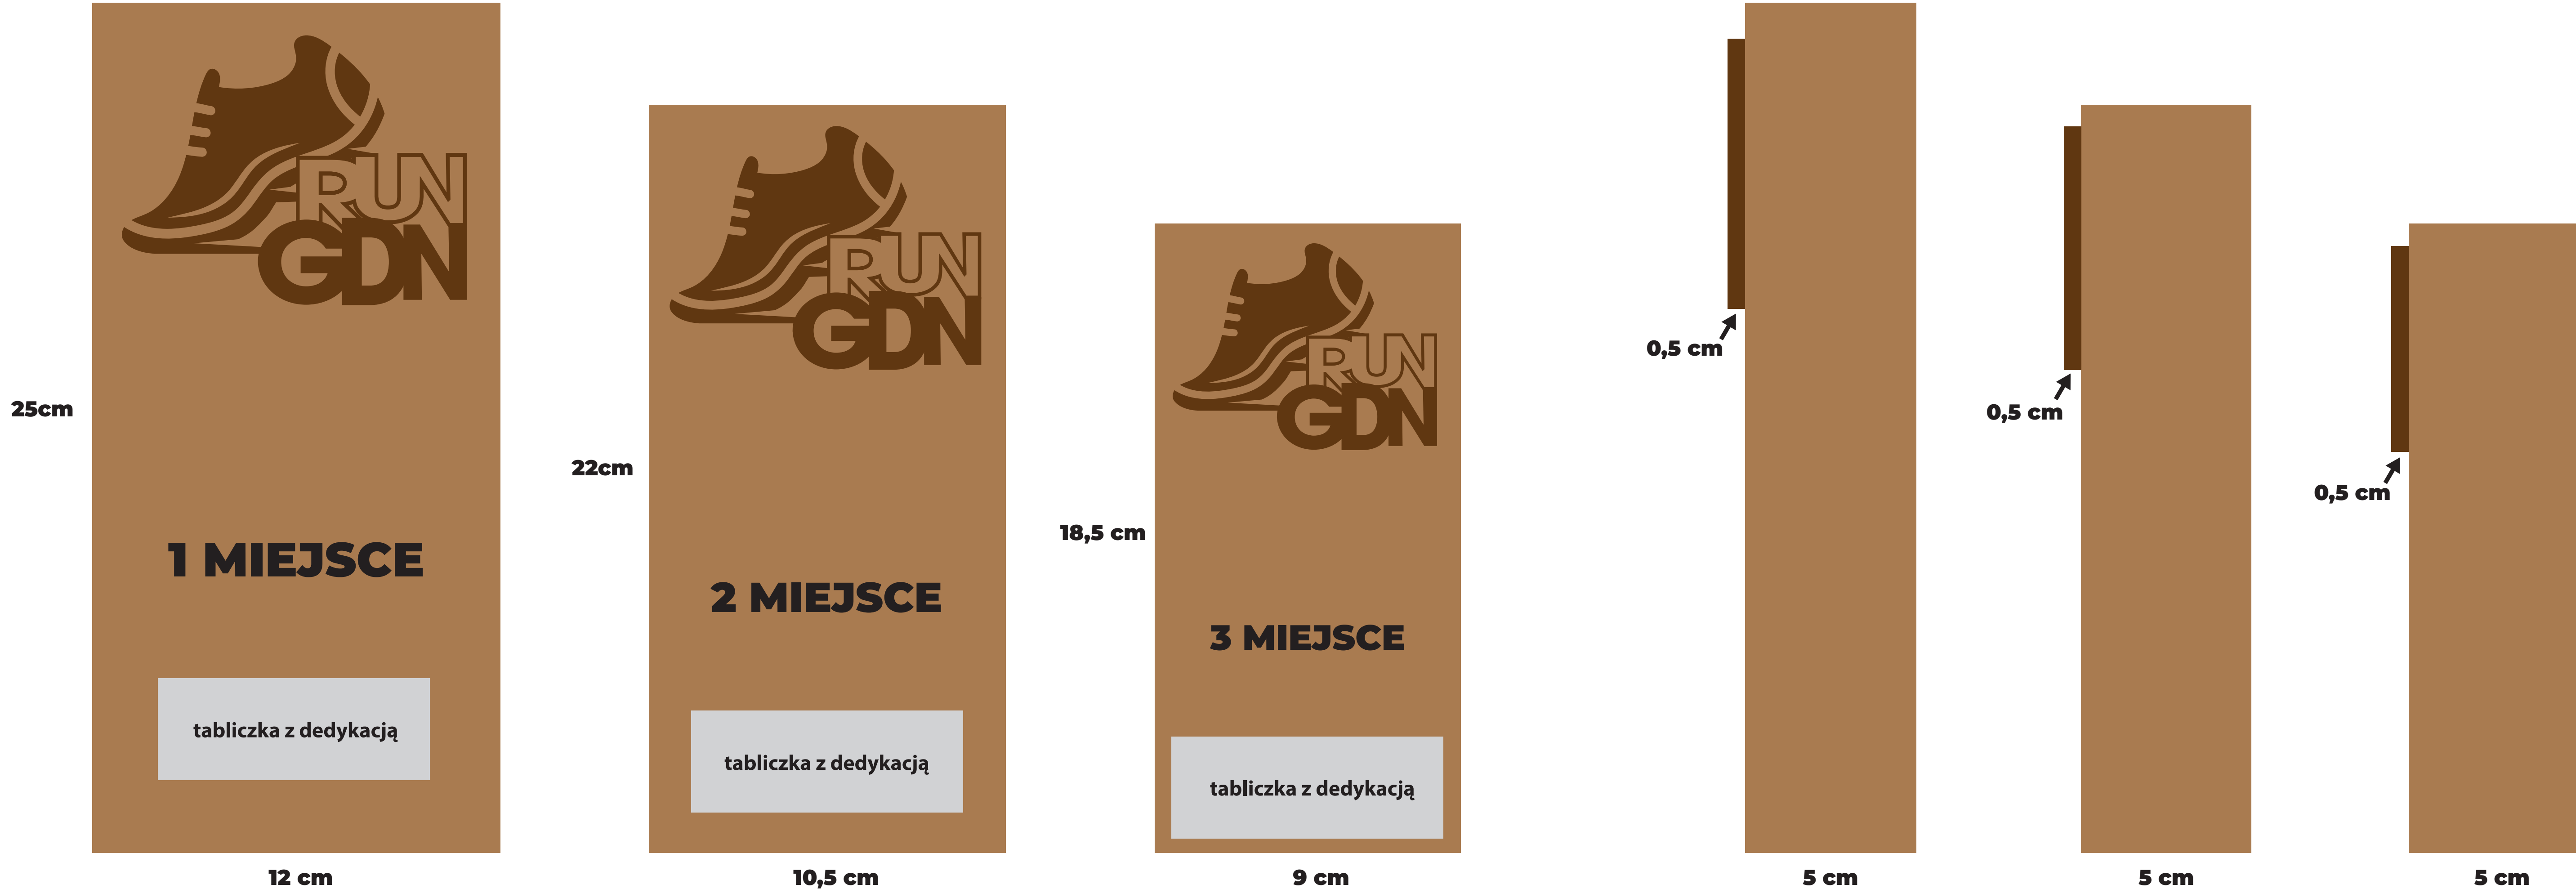 RUN
GDN
25cm
1 MIEJSCE
tabliczka z dedykacją
12 cm
RUN
GDN
22cm
2 MIEJSCE
tabliczka z dedykacją
10,5 cm
RUN
GDN
18,5 cm
3 MIEJSCE
tabliczka z dedykacją
9 cm
0,5 cm
5 cm
0,5 cm
5 cm
0,5 cm
5 cm